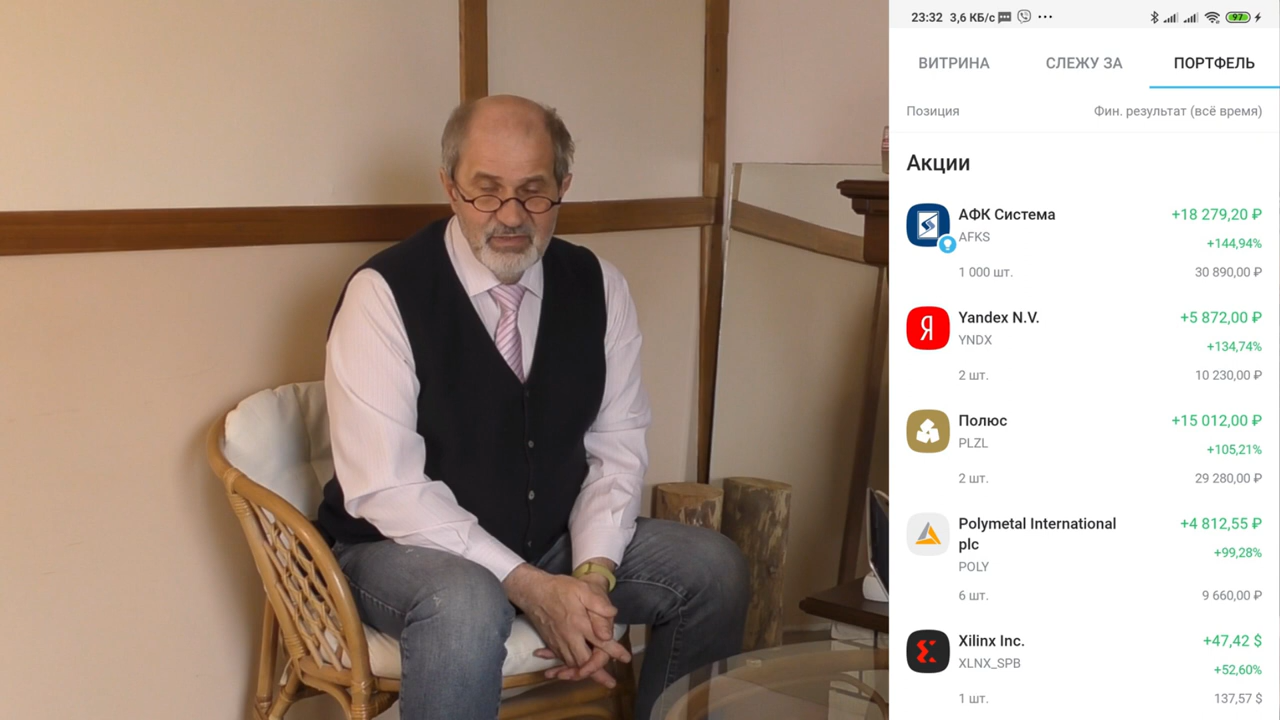 23:32 3,6 КБ/с ...
97
ВИТРИНА СЛЕЖУ ЗА ПОРТФЕЛЬ
Позиция Фин. результат (всё время)
Акции
АФК Система +18 279,20 ₽
AFKS +144,94%
1 000 шт. 30 890,00 ₽
Я
Yandex N.V. +5 872,00 ₽
YNDX +134,74%
2 шт. 10 230,00 ₽
Полюс +15 012,00 ₽
PLZL +105,21%
2 шт. 29 280,00 ₽
Polymetal International +4 812,55 ₽
plc +99,28%
POLY
6 шт. 9 660,00 ₽
Xilinx Inc. +47,42 $
XLNX_SPB +52,60%
1 шт. 137,57 $